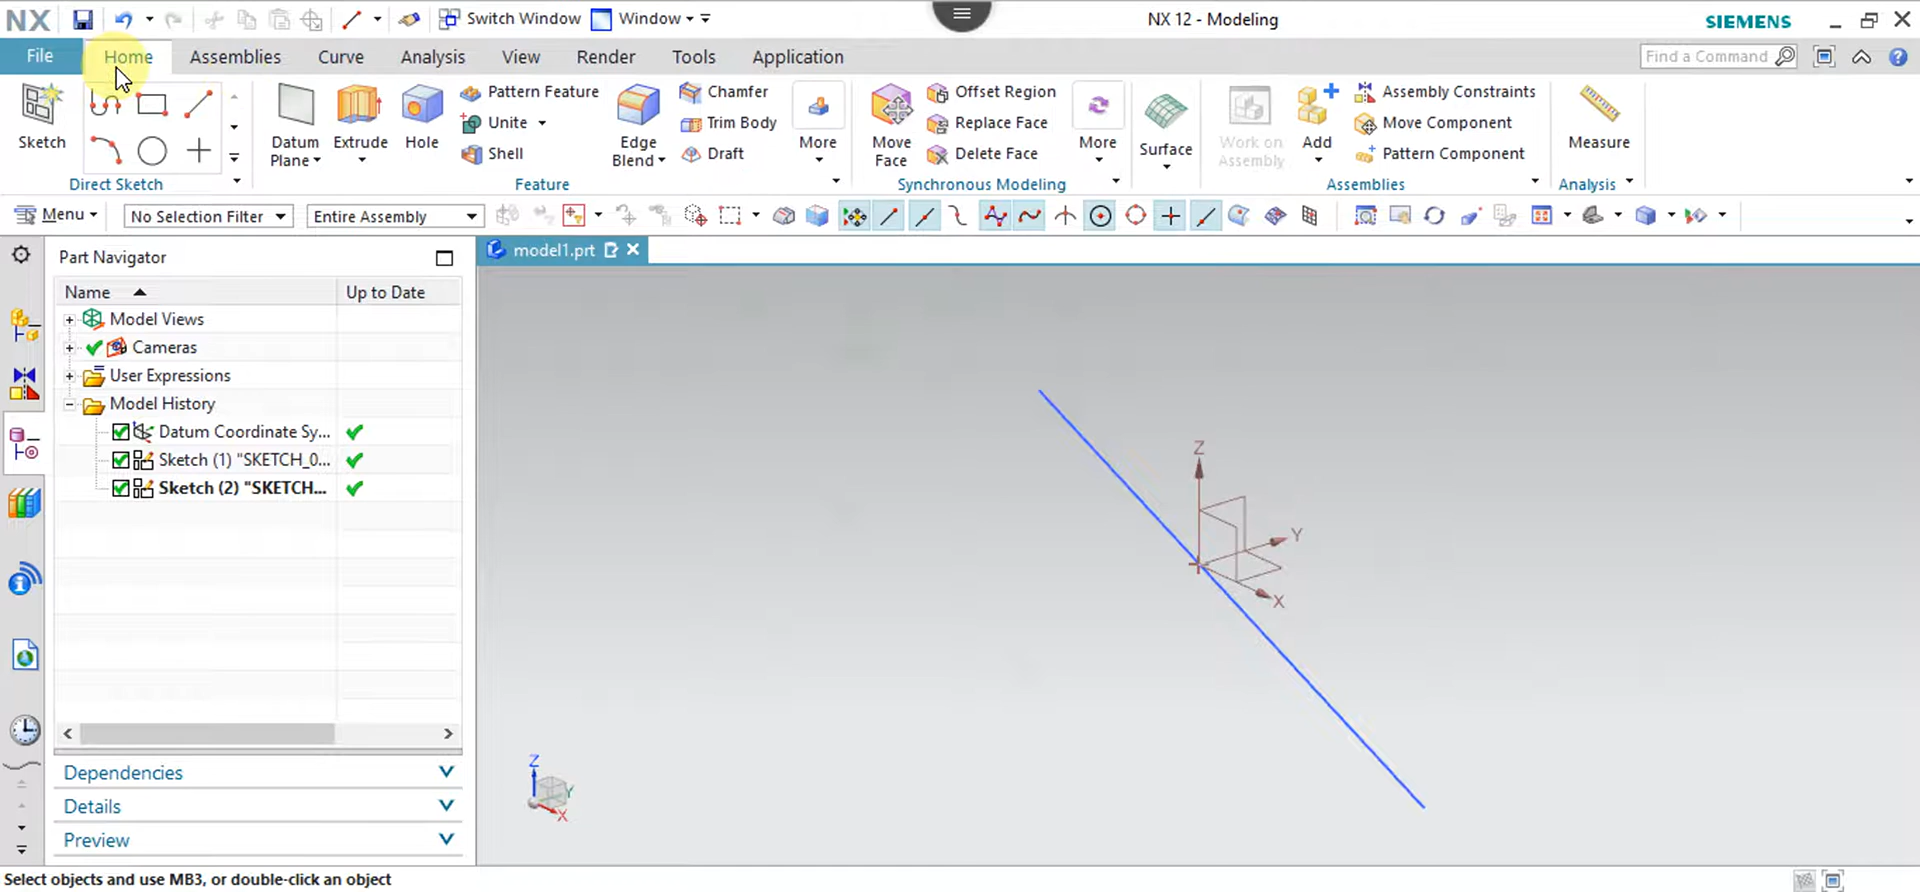 NX Switch Window Window NX 12 - Modeling SIEMENS
File Home Assemblies Curve Analysis View Render Tools Application Find a Command
Sketch
Direct Sketch
Datum Plane
Extrude
Hole
Pattern Feature
Unite
Shell
Edge Blend
Chamfer
Trim Body
Draft
More
Feature
Move Face
Offset Region
Replace Face
Delete Face
More
Synchronous Modeling
Surface
Work on Assembly
Add
Assembly Constraints
Move Component
Pattern Component
Assemblies
Measure
Analysis
Menu No Selection Filter Entire Assembly
Part Navigator
model1.prt
Name Up to Date
Model Views
Cameras
User Expressions
Model History
Datum Coordinate Sy...
Sketch (1) "SKETCH_0...
Sketch (2) "SKETCH...
Z
Y
X
Z
Y
X
Dependencies
Details
Preview
Select objects and use MB3, or double-click an object